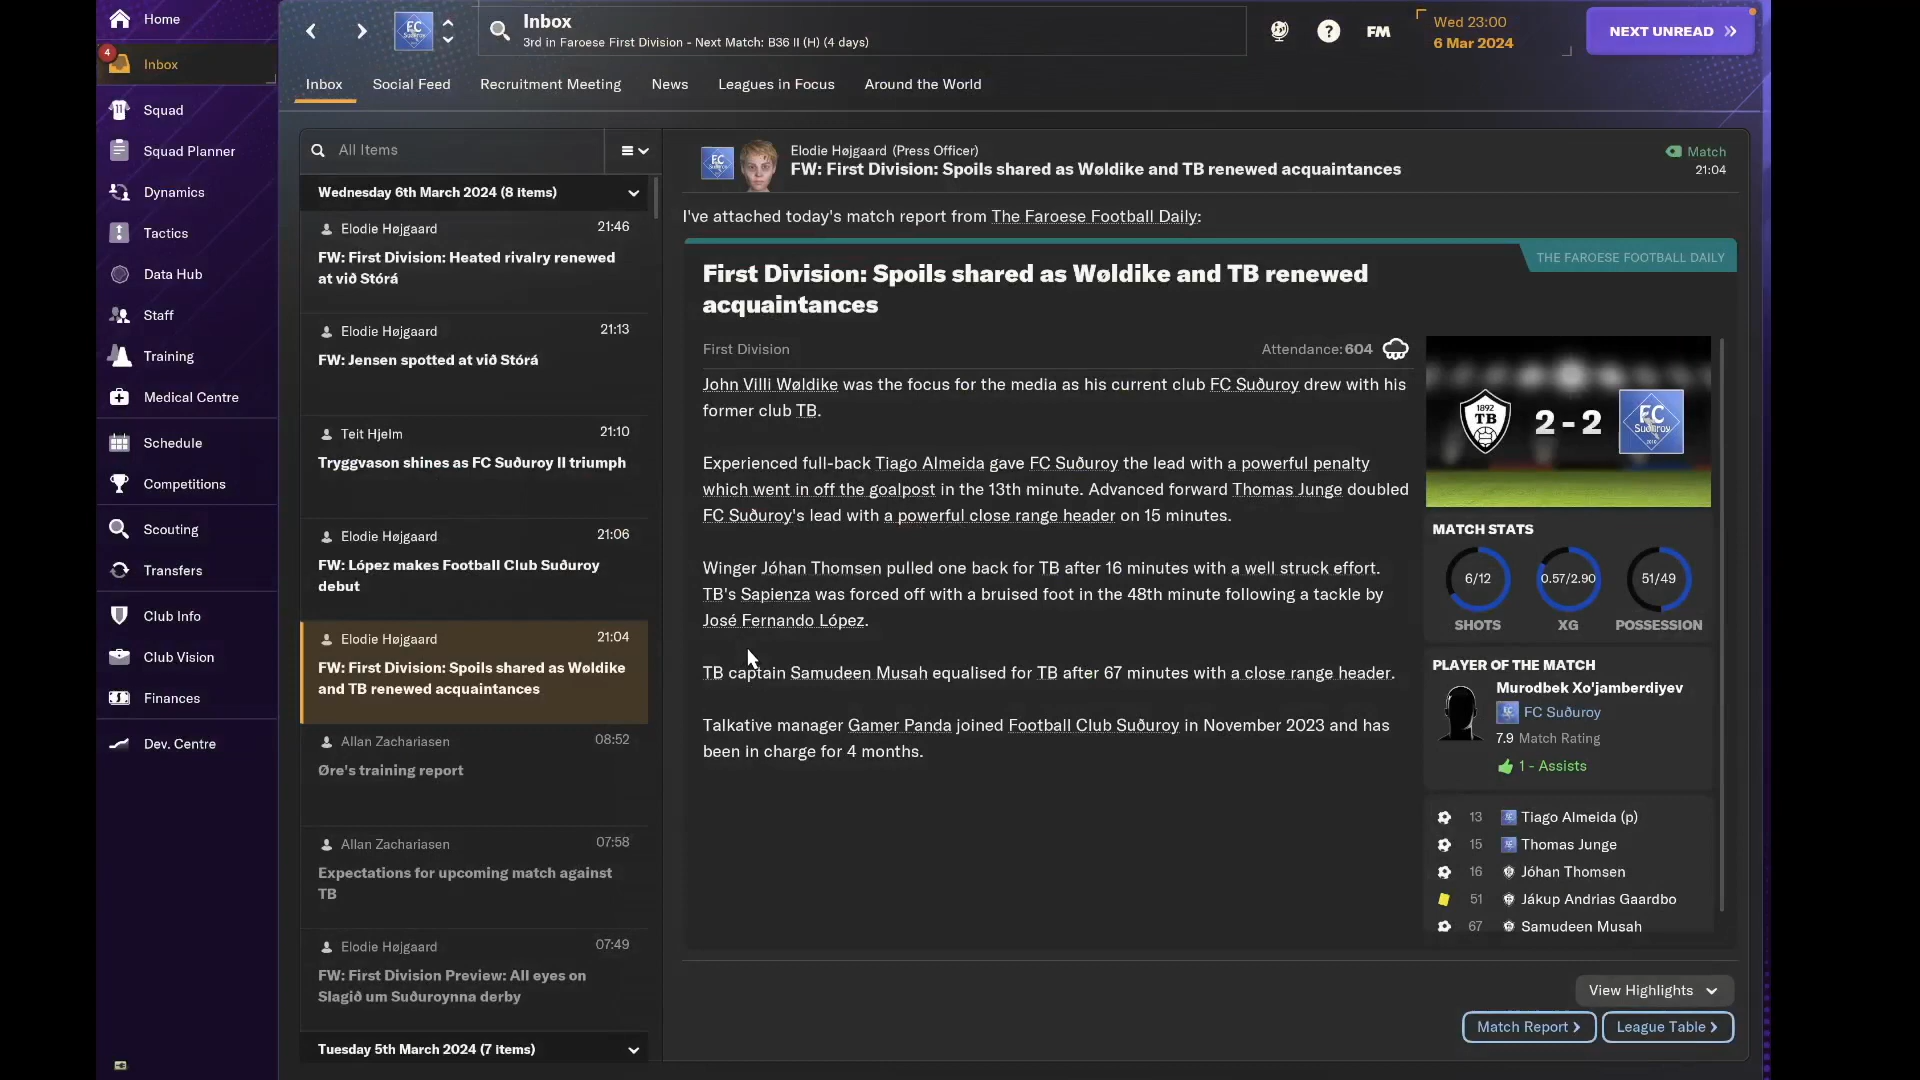 Home
4
Inbox
Squad
Squad Planner
Dynamics
Tactics
Data Hub
Staff
Training
Medical Centre
Schedule
Competitions
Scouting
Transfers
Club Info
Club Vision
Finances
Dev. Centre
Inbox
3rd in Faroese First Division - Next Match: B36 II (H) (4 days)
FM
Wed 23:00
6 Mar 2024
NEXT UNREAD
Inbox
Social Feed
Recruitment Meeting
News
Leagues in Focus
Around the World
All Items
Wednesday 6th March 2024 (8 items)
Elodie Højgaard 21:46
FW: First Division: Heated rivalry renewed
at við Stórá
Elodie Højgaard 21:13
FW: Jensen spotted at við Stórá
Teit Hjelm 21:10
Tryggvason shines as FC Suðuroy II triumph
Elodie Højgaard 21:06
FW: López makes Football Club Suðuroy
debut
Elodie Højgaard 21:04
FW: First Division: Spoils shared as Wøldike
and TB renewed acquaintances
Allan Zachariasen 08:52
Øre's training report
Allan Zachariasen 07:58
Expectations for upcoming match against
TB
Elodie Højgaard 07:49
FW: First Division Preview: All eyes on
Slagið um Suðuroynna derby
Tuesday 5th March 2024 (7 items)
Elodie Højgaard (Press Officer)
FW: First Division: Spoils shared as Wøldike and TB renewed acquaintances
Match
21:04
I've attached today's match report from The Faroese Football Daily:
THE FAROESE FOOTBALL DAILY
First Division: Spoils shared as Wøldike and TB renewed
acquaintances
First Division
Attendance: 604
John Villi Wøldike was the focus for the media as his current club FC Suðuroy drew with his
former club TB.
Experienced full-back Tiago Almeida gave FC Suðuroy the lead with a powerful penalty
which went in off the goalpost in the 13th minute. Advanced forward Thomas Junge doubled
FC Suðuroy's lead with a powerful close range header on 15 minutes.
Winger Jóhan Thomsen pulled one back for TB after 16 minutes with a well struck effort.
TB's Sapienza was forced off with a bruised foot in the 48th minute following a tackle by
José Fernando López.
TB captain Samudeen Musah equalised for TB after 67 minutes with a close range header.
Talkative manager Gamer Panda joined Football Club Suðuroy in November 2023 and has
been in charge for 4 months.
1892
TB
2 - 2
FC
Suðuroy
MATCH STATS
6/12
0.57/2.90
51/49
SHOTS
XG
POSSESSION
PLAYER OF THE MATCH
Murodbek Xo'jamberdiyev
FC Suðuroy
7.9 Match Rating
1 - Assists
13 Tiago Almeida (p)
15 Thomas Junge
16 Jóhan Thomsen
51 Jákup Andrias Gaardbo
67 Samudeen Musah
View Highlights
Match Report
League Table